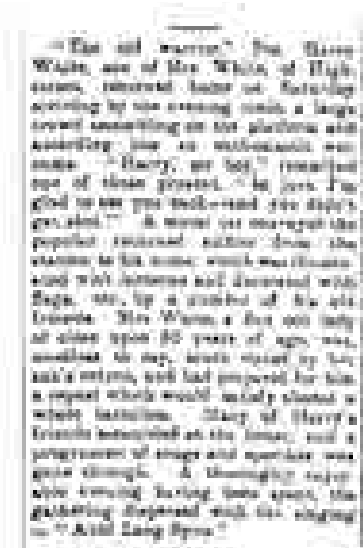 "The old warrior," Pte. Harry
White, son of Mrs White, of High
street, returned home on Saturday
arriving by the evening train a large
crowd assembling on the platform and
according him an enthusiastic wel-
come. "Harry, my boy," remarked
one of those present, "be jove I'm
glad to see you back—and you didn't
get shot." A motor car conveyed the
popular returned soldier from the
station to his home, which was illumin-
ated with lanterns and decorated with
flags, etc, by a number of his old
friends. Mrs White, a fine old lady
of close upon 80 years of age, was,
needless to say, much moved by her
son's return, and had prepared for him
a repast which would satisfy almost a
whole battalion. Many of Harry's
friends assembled at the house, and a
programme of songs and speeches was
gone through. A thoroughly enjoy-
able evening having been spent, the
gathering dispersed with the singing
of "Auld Lang Syne."